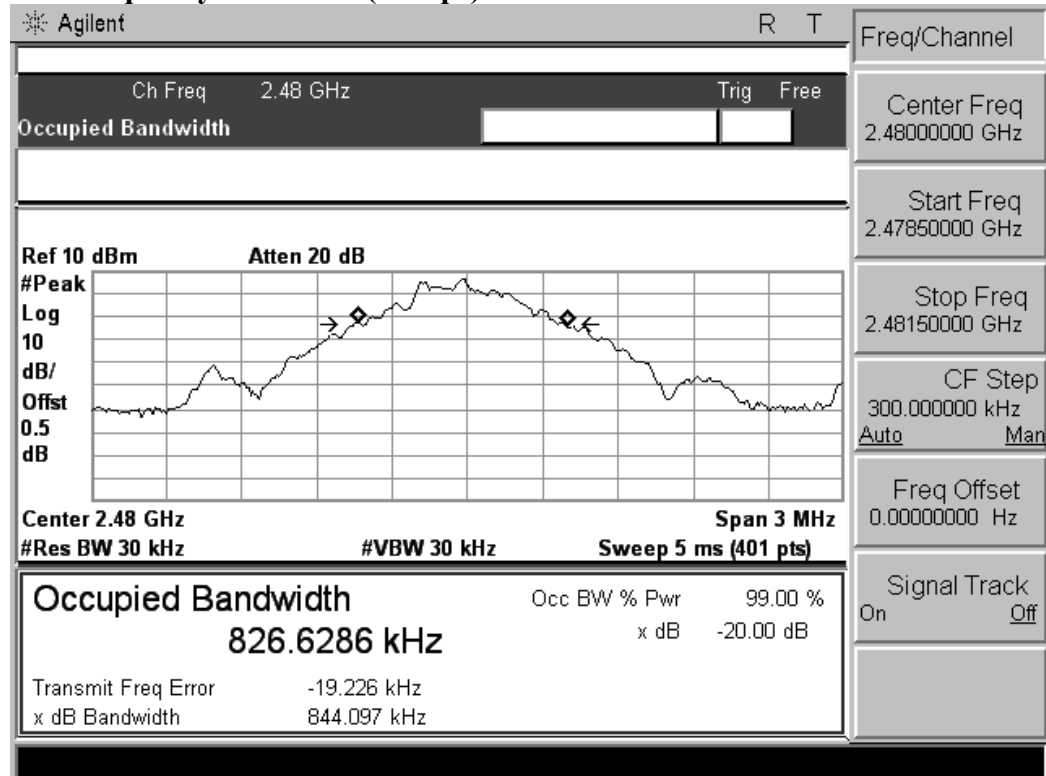 Agilent R T
Ch Freq 2.48 GHz Trig Free
Occupied Bandwidth
Ref 10 dBm Atten 20 dB
#Peak
Log
10
dB/
Offst
0.5
dB
Center 2.48 GHz Span 3 MHz
#Res BW 30 kHz #VBW 30 kHz Sweep 5 ms (401 pts)
Occupied Bandwidth Occ BW % Pwr 99.00 %
826.6286 kHz x dB -20.00 dB
Transmit Freq Error -19.226 kHz
x dB Bandwidth 844.097 kHz
Freq/Channel
Center Freq
2.48000000 GHz
Start Freq
2.47850000 GHz
Stop Freq
2.48150000 GHz
CF Step
300.000000 kHz
Auto Man
Freq Offset
0.00000000 Hz
Signal Track
On Off